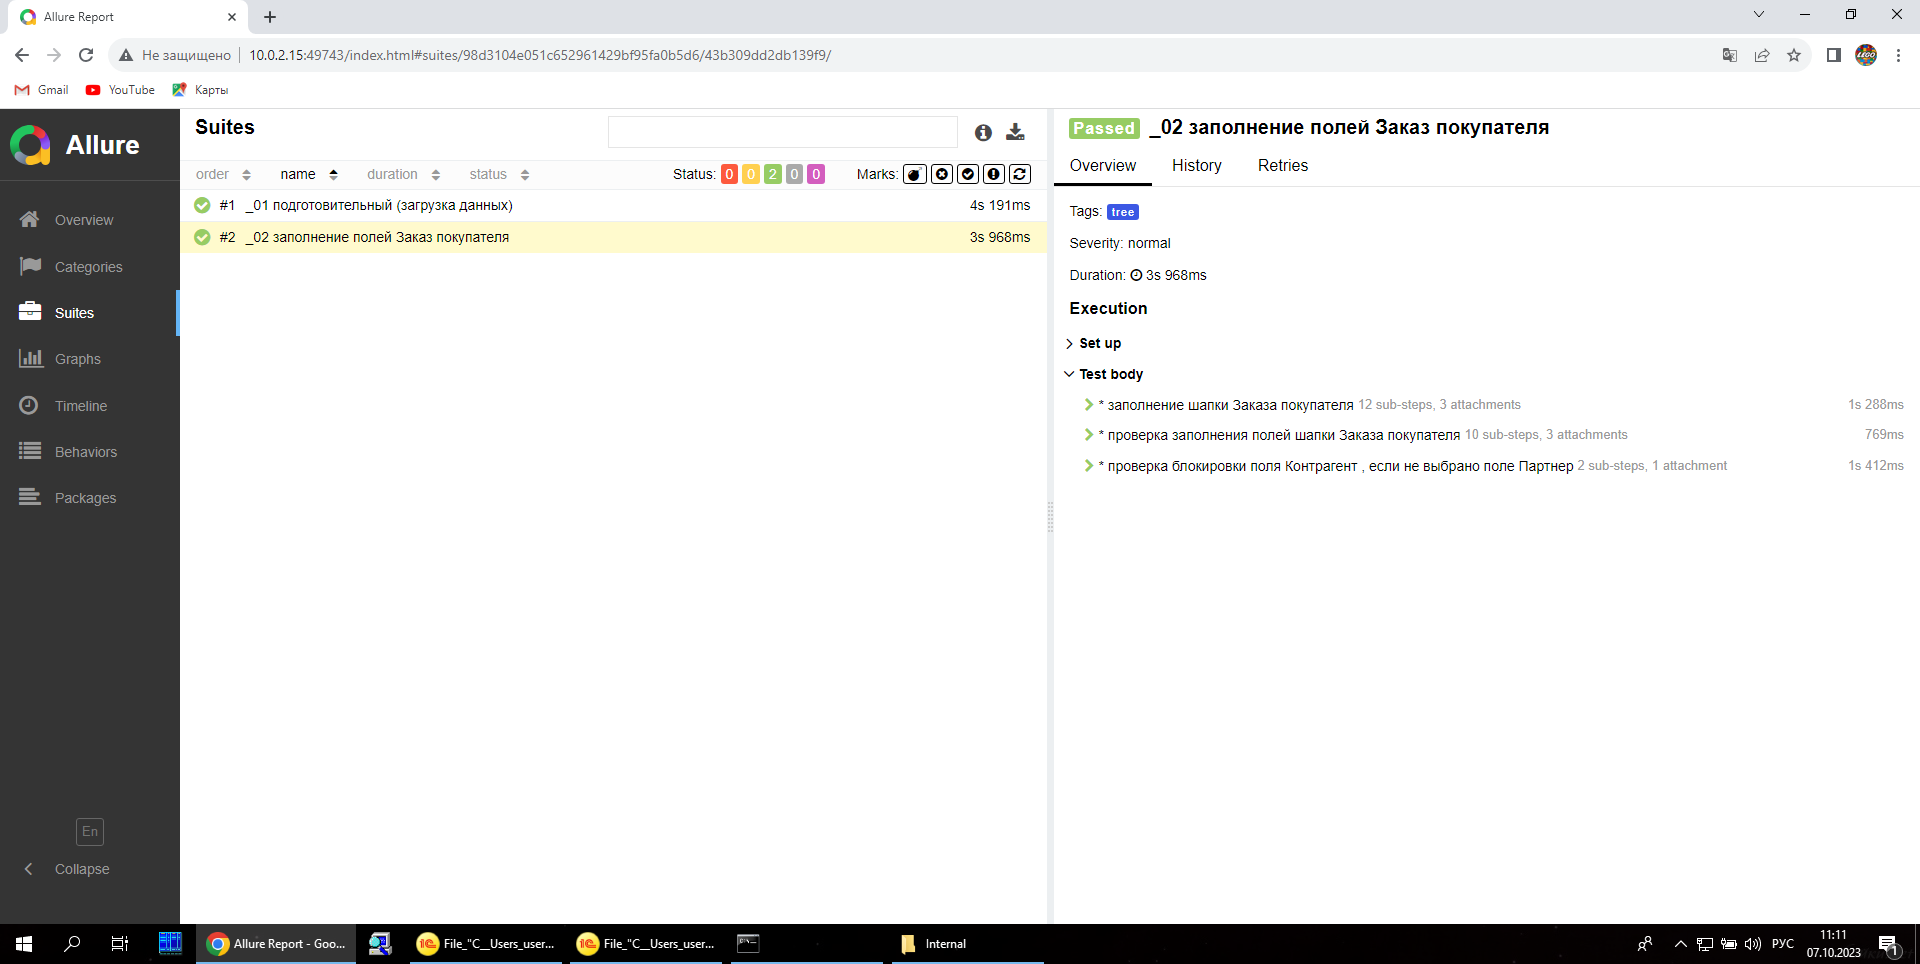 Allure Report
Не защищено 10.0.2.15:49743/index.html#suites/98d3104e051c652961429bf95fa0b5d6/43b309dd2db139f9/
Gmail YouTube Карты
Allure
Overview
Categories
Suites
Graphs
Timeline
Behaviors
Packages
En
Collapse
Suites
order name duration status Status: 0 0 2 0 0 Marks:
#1 _01 подготовительный (загрузка данных) 4s 191ms
#2 _02 заполнение полей Заказ покупателя 3s 968ms
Passed _02 заполнение полей Заказ покупателя
Overview History Retries
Tags: tree
Severity: normal
Duration: 3s 968ms
Execution
Set up
Test body
* заполнение шапки Заказа покупателя 12 sub-steps, 3 attachments 1s 288ms
* проверка заполнения полей шапки Заказа покупателя 10 sub-steps, 3 attachments 769ms
* проверка блокировки поля Контрагент , если не выбрано поле Партнер 2 sub-steps, 1 attachment 1s 412ms
Allure Report - Goo... File_"C__Users_user... File_"C__Users_user... Internal РУС 11:11
07.10.2023 1